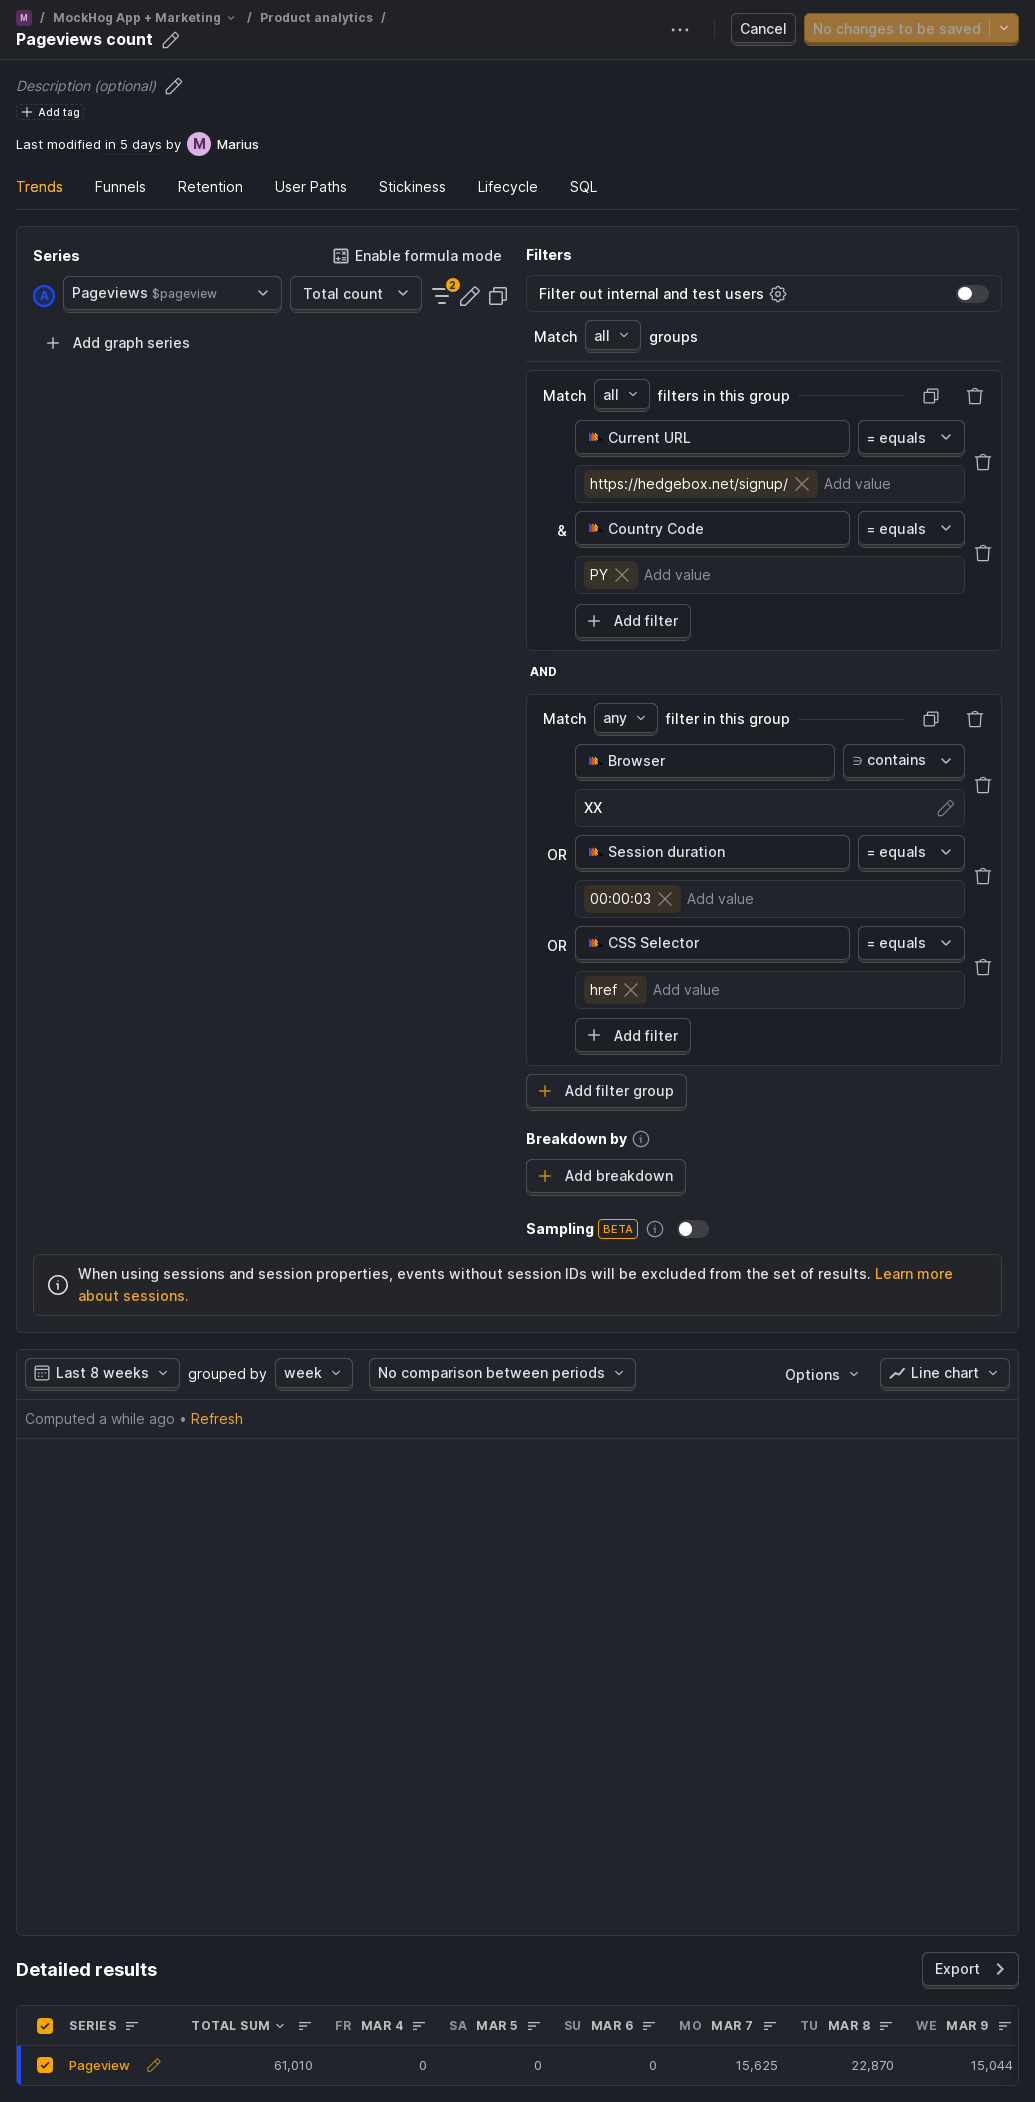 M / MockHog App + Marketing / Product analytics /
Pageviews count
Cancel
No changes to be saved
Description (optional)
Add tag
Last modified in 5 days by M Marius
Trends Funnels Retention User Paths Stickiness Lifecycle SQL
Series
Enable formula mode
A Pageviews $pageview Total count 2
Add graph series
Filters
Filter out internal and test users
Match all groups
Match all filters in this group
Current URL = equals
https://hedgebox.net/signup/ Add value
& Country Code = equals
PY Add value
Add filter
AND
Match any filter in this group
Browser ∋ contains
XX
OR Session duration = equals
00:00:03 Add value
OR CSS Selector = equals
href Add value
Add filter
Add filter group
Breakdown by
Add breakdown
Sampling BETA
When using sessions and session properties, events without session IDs will be excluded from the set of results. Learn more
about sessions.
Last 8 weeks grouped by week No comparison between periods Options Line chart
Computed a while ago • Refresh
Detailed results
Export
SERIES TOTAL SUM FR MAR 4 SA MAR 5 SU MAR 6 MO MAR 7 TU MAR 8 WE MAR 9
Pageview 61,010 0 0 0 15,625 22,870 15,044